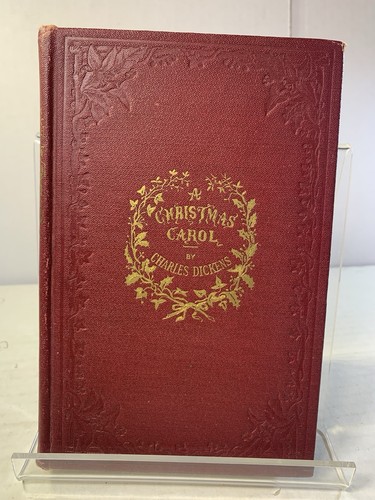 A
CHRISTMAS
CAROL
BY
CHARLES DICKENS